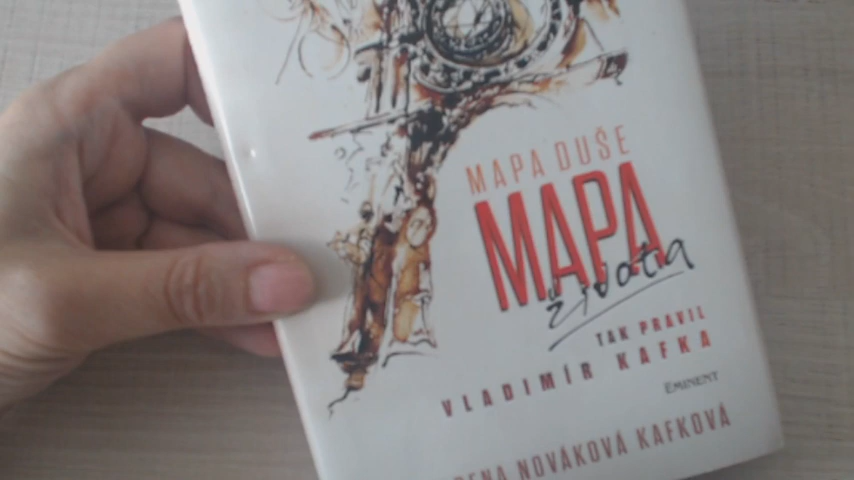 MAPA DUŠE
MAPA
života
TAK PRAVIL
VLADIMÍR KAFKA
EMINENT
NOVÁKOVÁ KAFKOVÁ